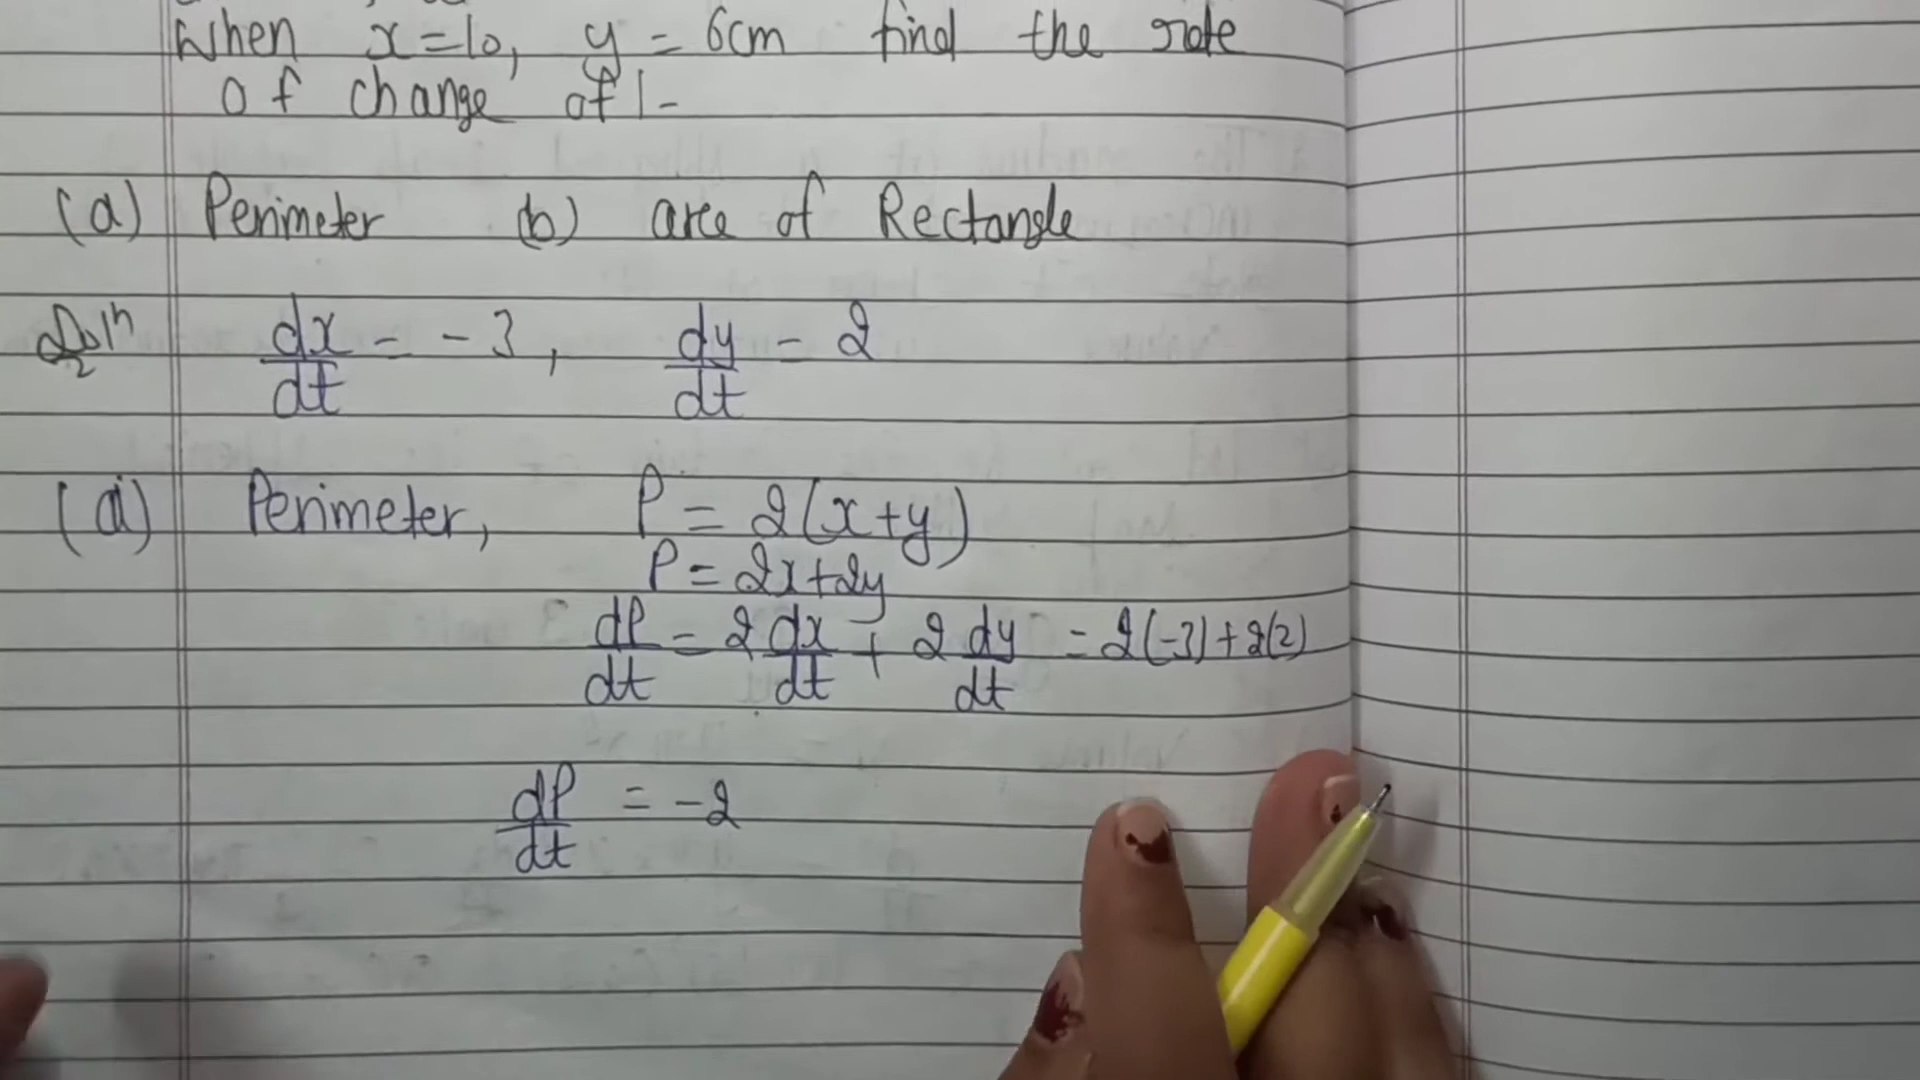 When x=10, y = 6cm find the rate
of change of :-
(a) Perimeter (b) area of Rectangle
Solⁿ dx/dt = -3, dy/dt = 2
(a) Perimeter, P = 2(x+y)
P = 2x+2y
dP/dt = 2 dx/dt + 2 dy/dt = 2(-3)+2(2)
dP/dt = -2